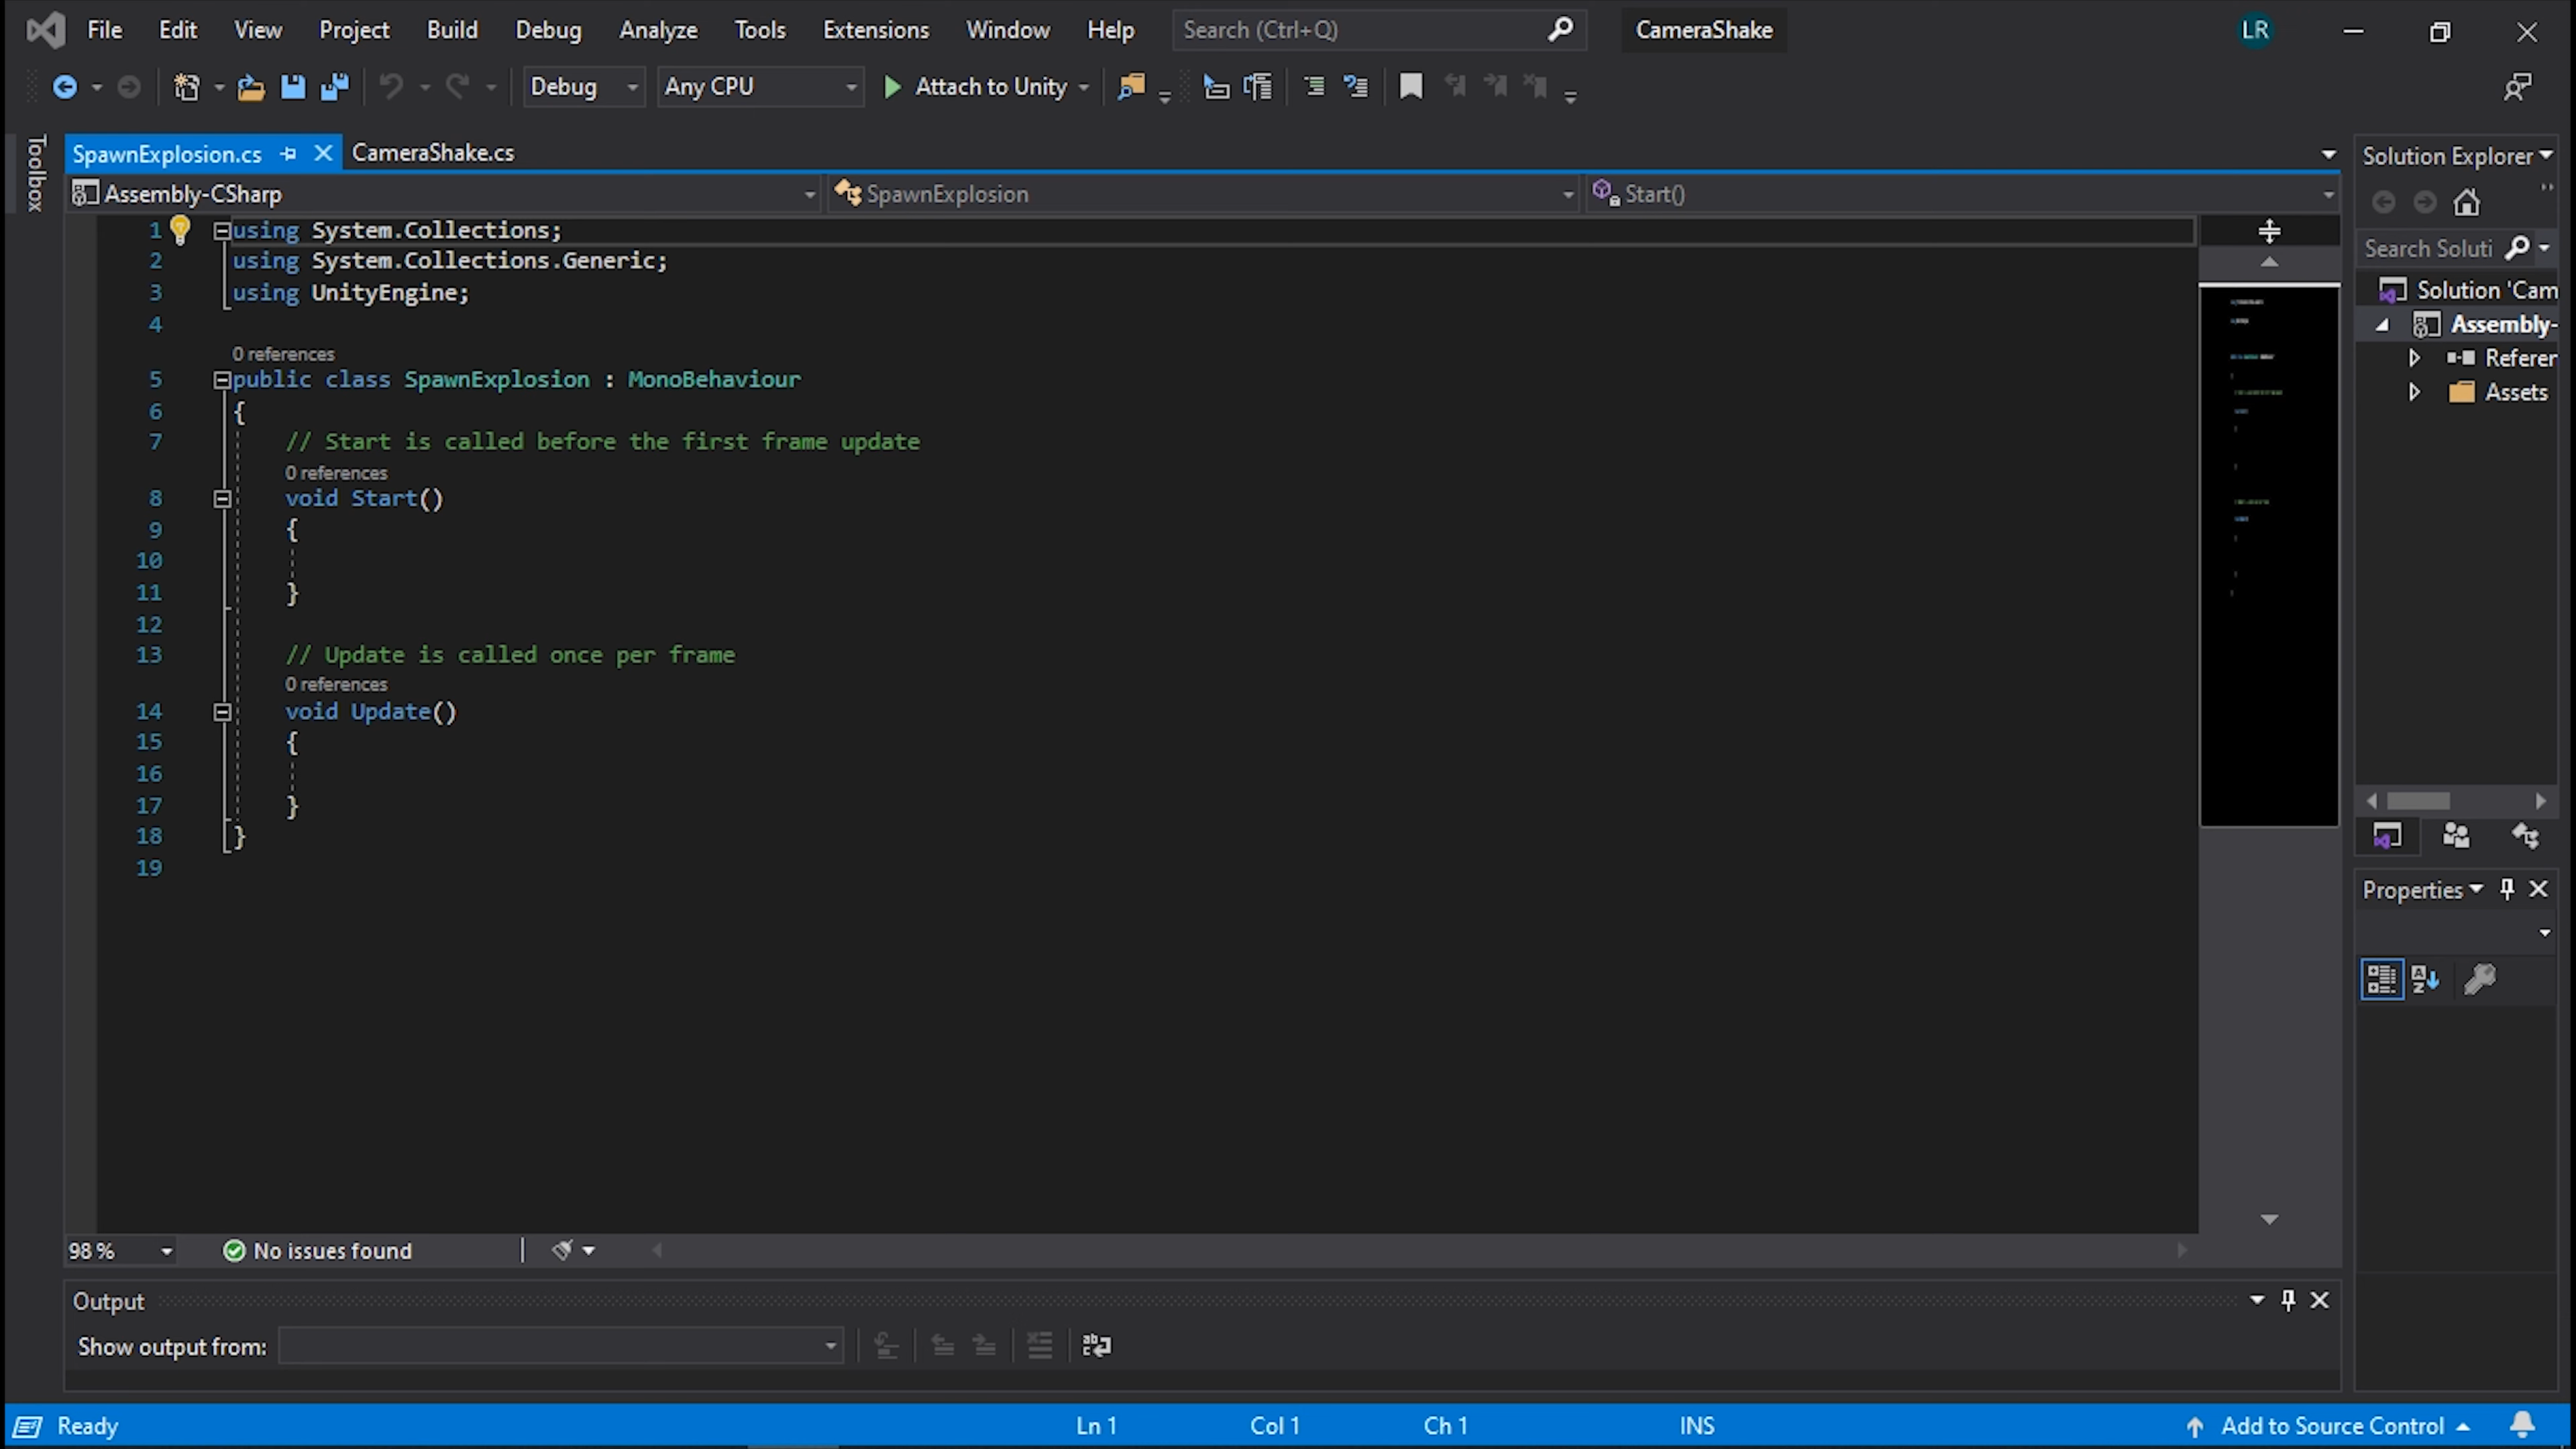 File Edit View Project Build Debug Test Analyze Tools Extensions Window Help Search (Ctrl+Q) CameraShake LR
Debug Any CPU Attach to Unity
Toolbox
SpawnExplosion.cs CameraShake.cs
Assembly-CSharp SpawnExplosion Start()
1 using System.Collections;
2 using System.Collections.Generic;
3 using UnityEngine;
4
0 references
5 public class SpawnExplosion : MonoBehaviour
6 {
7 // Start is called before the first frame update
0 references
8 void Start()
9 {
10
11 }
12
13 // Update is called once per frame
0 references
14 void Update()
15 {
16
17 }
18 }
19
98 % No issues found
Output
Show output from:
Solution Explorer
Search Soluti
Solution 'Cam
Assembly-
Referer
Assets
Properties
Ready Ln 1 Col 1 Ch 1 INS Add to Source Control